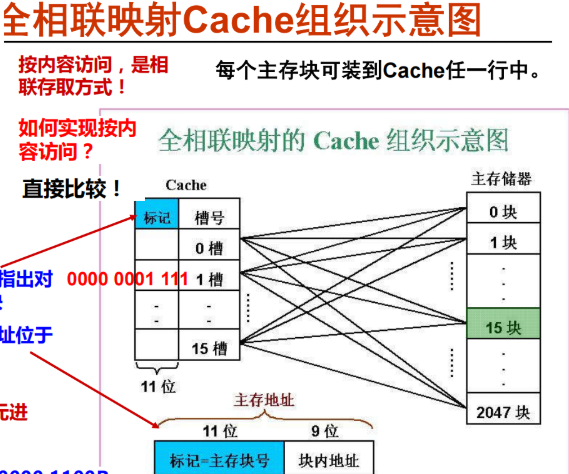 全相联映射Cache组织示意图
按内容访问，是相
联存取方式！
每个主存块可装到Cache任一行中。
如何实现按内
容访问？
直接比较！
全相联映射的 Cache 组织示意图
Cache
主存储器
标记 槽号
0 槽
0000 0001 111 1 槽
15 槽
11 位
0 块
1 块
15 块
2047 块
指出对
址位于
主存地址
11 位 9 位
标记=主存块号 块内地址
元进